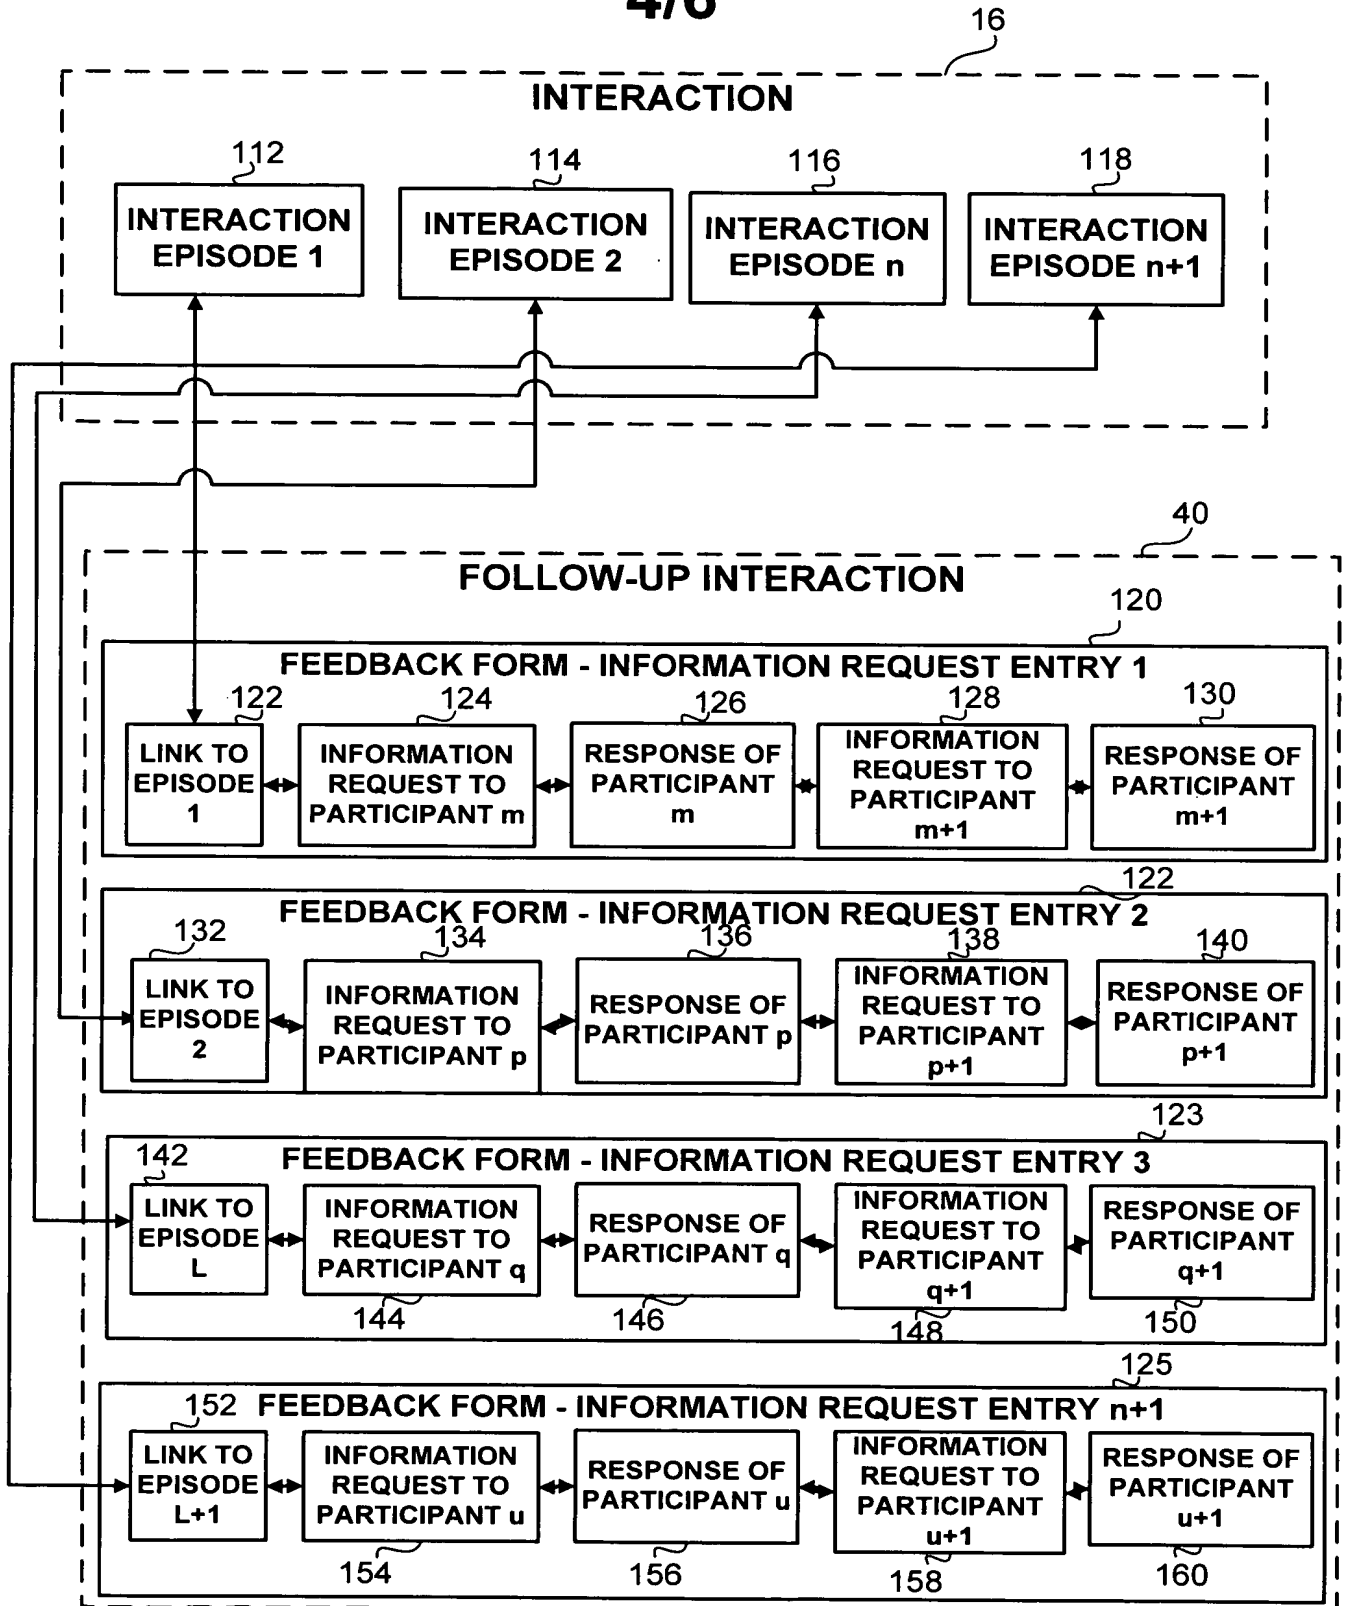 4/6
16
INTERACTION
112
114
116
118
INTERACTION
EPISODE 1
INTERACTION
EPISODE 2
INTERACTION
EPISODE n
INTERACTION
EPISODE n+1
40
FOLLOW-UP INTERACTION
120
FEEDBACK FORM - INFORMATION REQUEST ENTRY 1
122
124
126
128
130
LINK TO
EPISODE
1
INFORMATION
REQUEST TO
PARTICIPANT m
RESPONSE OF
PARTICIPANT
m
INFORMATION
REQUEST TO
PARTICIPANT
m+1
RESPONSE OF
PARTICIPANT
m+1
122
FEEDBACK FORM - INFORMATION REQUEST ENTRY 2
132
134
136
138
140
LINK TO
EPISODE
2
INFORMATION
REQUEST TO
PARTICIPANT p
RESPONSE OF
PARTICIPANT p
INFORMATION
REQUEST TO
PARTICIPANT
p+1
RESPONSE OF
PARTICIPANT
p+1
123
142
FEEDBACK FORM - INFORMATION REQUEST ENTRY 3
LINK TO
EPISODE
L
INFORMATION
REQUEST TO
PARTICIPANT q
RESPONSE OF
PARTICIPANT q
INFORMATION
REQUEST TO
PARTICIPANT
q+1
RESPONSE OF
PARTICIPANT
q+1
144
146
148
150
125
152
FEEDBACK FORM - INFORMATION REQUEST ENTRY n+1
LINK TO
EPISODE
L+1
INFORMATION
REQUEST TO
PARTICIPANT u
RESPONSE OF
PARTICIPANT u
INFORMATION
REQUEST TO
PARTICIPANT
u+1
RESPONSE OF
PARTICIPANT
u+1
154
156
158
160